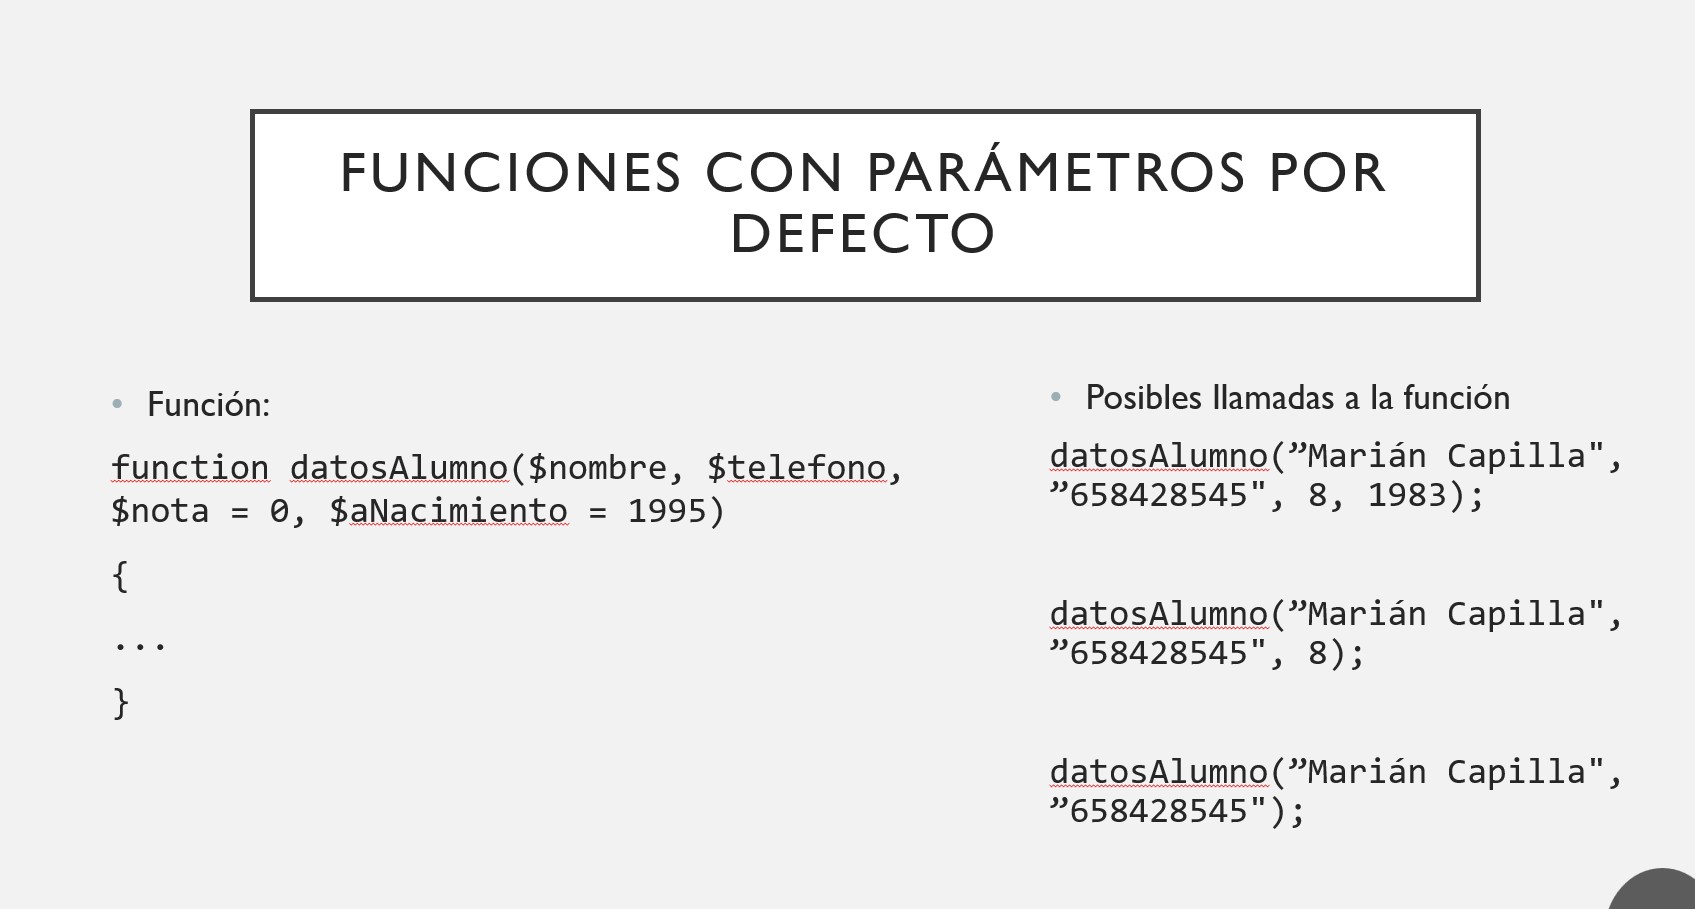 FUNCIONES CON PARÁMETROS POR
DEFECTO
• Función:
function datosAlumno($nombre, $telefono,
$nota = 0, $aNacimiento = 1995)
{
...
}
• Posibles llamadas a la función
datosAlumno(”Marián Capilla",
”658428545", 8, 1983);
datosAlumno(”Marián Capilla",
”658428545", 8);
datosAlumno(”Marián Capilla",
”658428545");